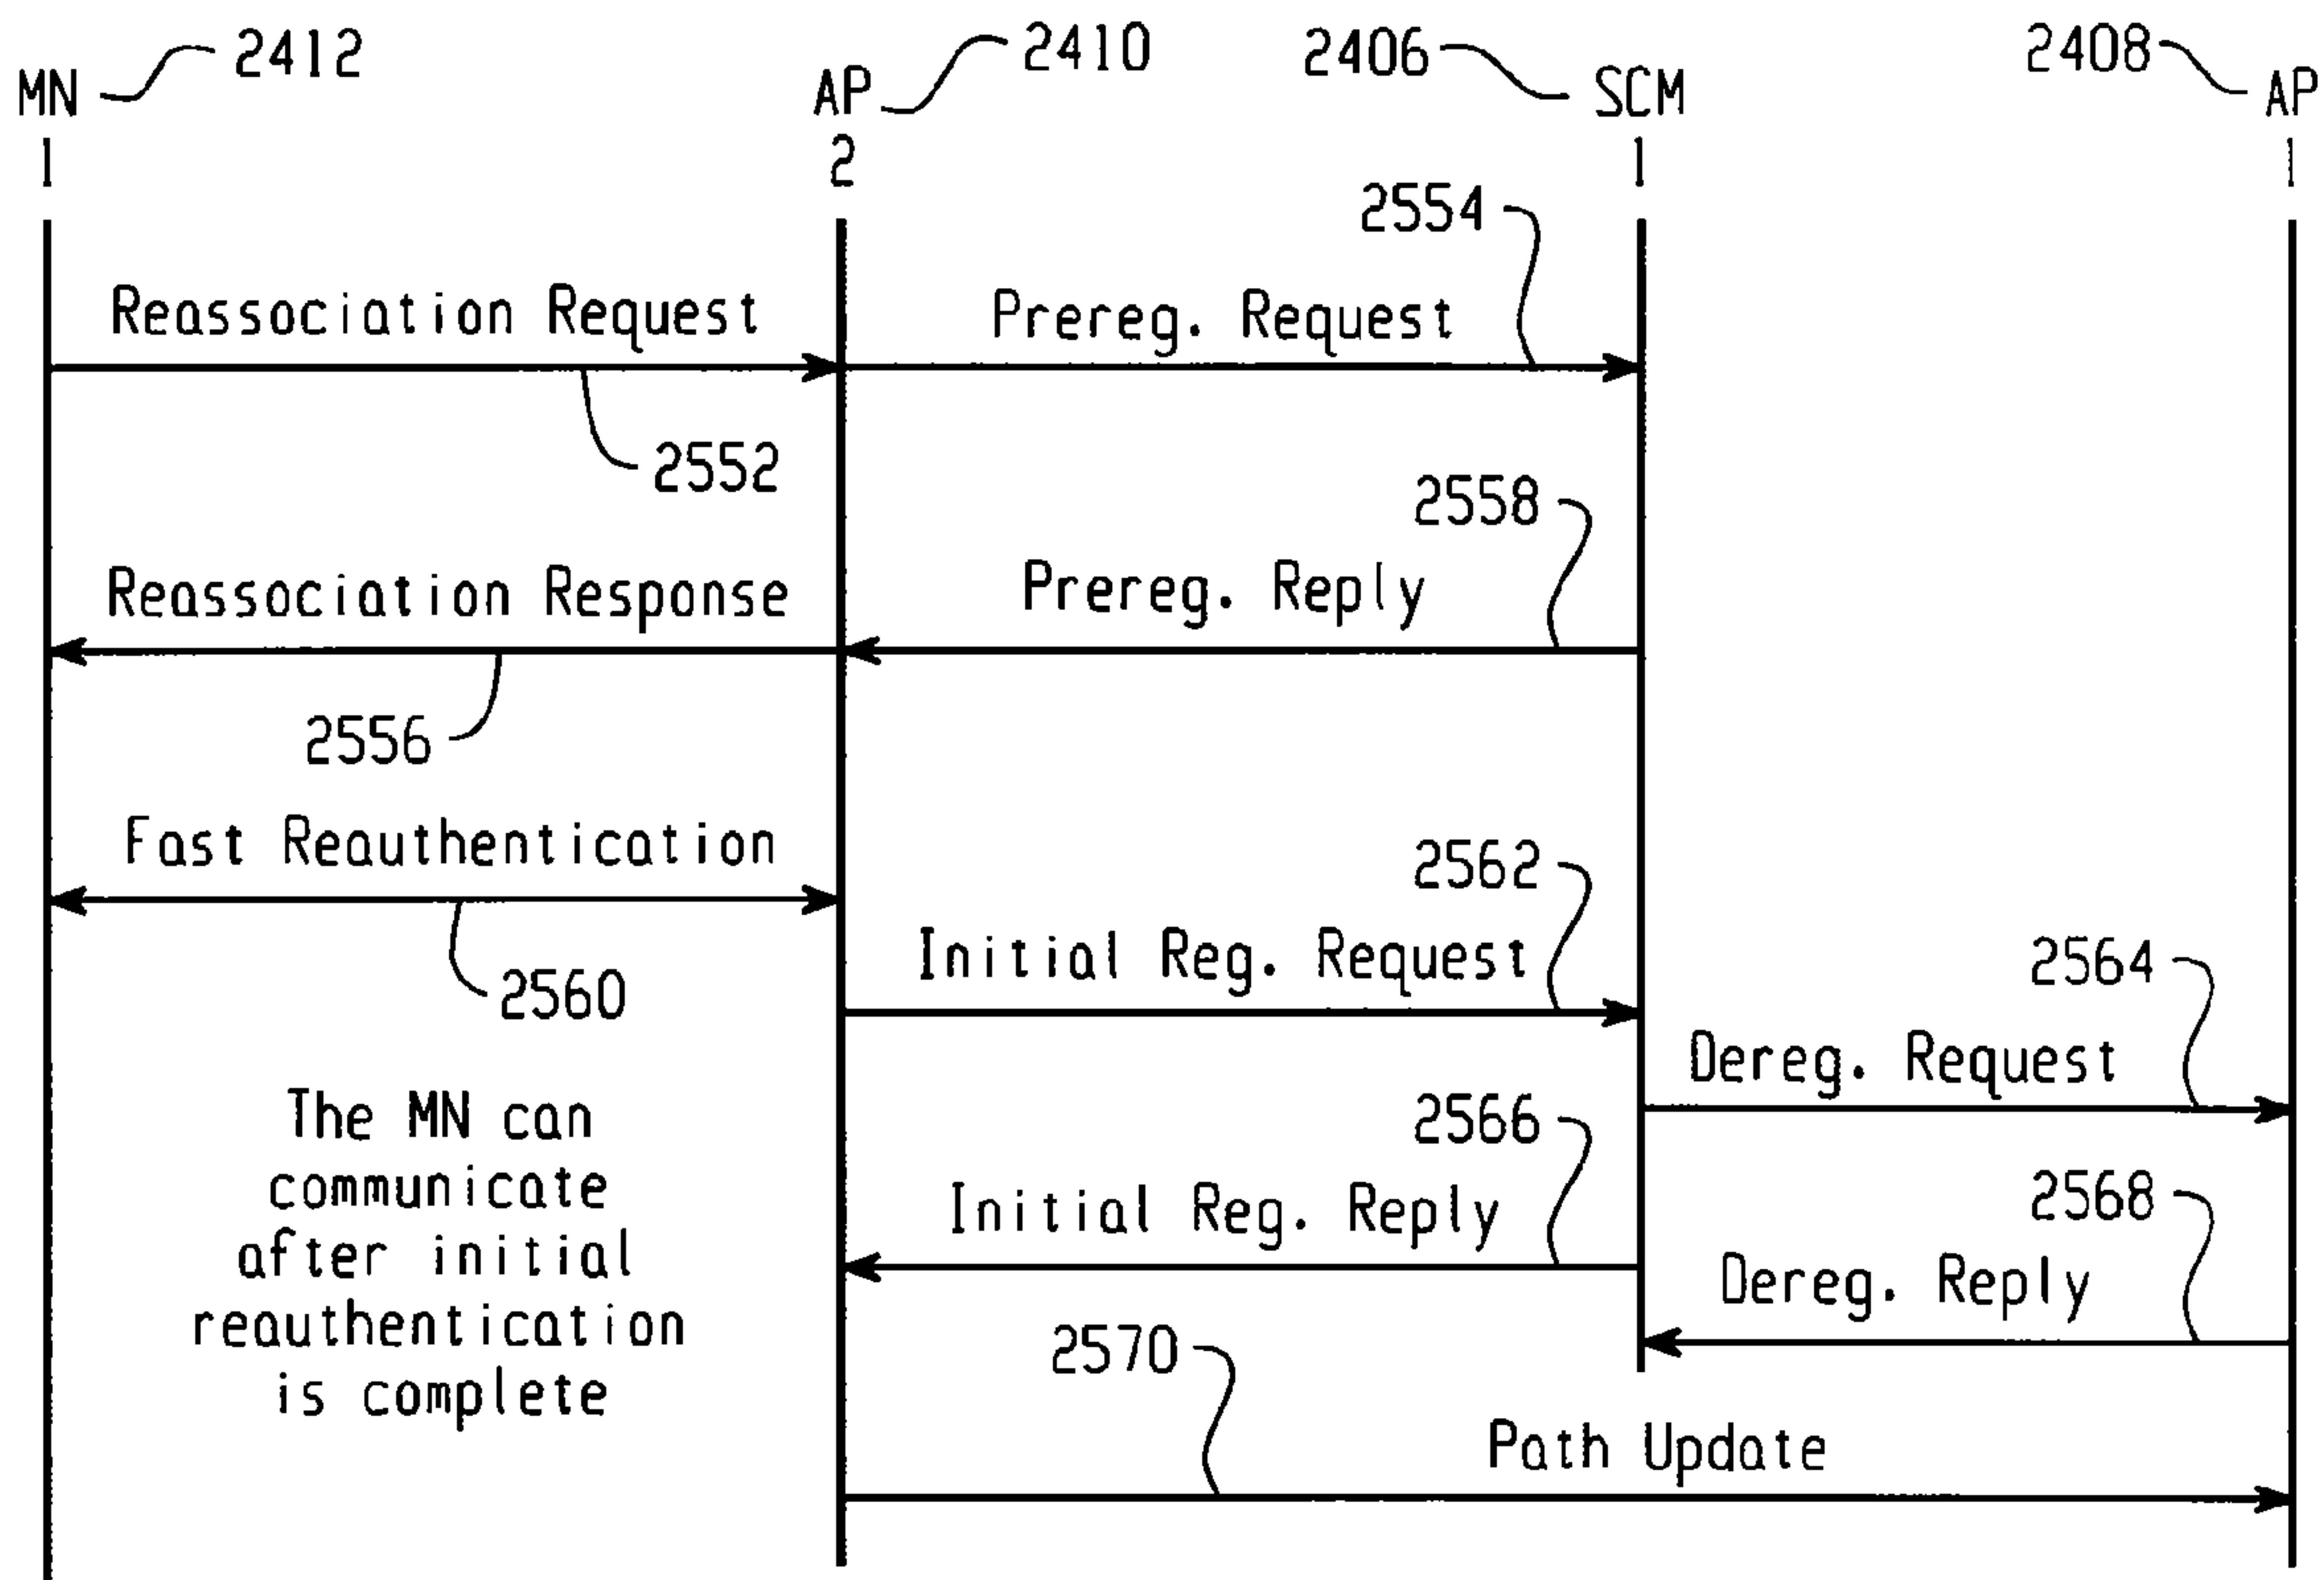 2412
2410
2406
2408
MN
AP
SCM
AP
1
2
1
1
2554
Reassociation Request
Prereg. Request
2552
2558
Reassociation Response
Prereg. Reply
2556
Fast Reauthentication
2562
Initial Reg. Request
2564
2560
Dereg. Request
The MN can
communicate
after initial
reauthentication
is complete
2566
2568
Initial Reg. Reply
Dereg. Reply
2570
Path Update